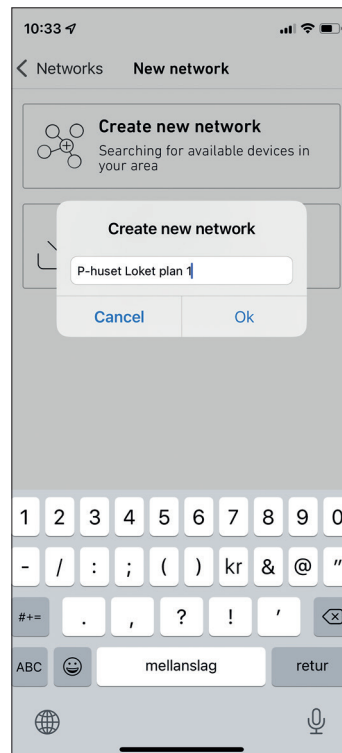 10:33
Networks New network
Create new network
Searching for available devices in
your area
Create new network
P-huset Loket plan 1
Cancel Ok
1 2 3 4 5 6 7 8 9 0
- / : ; ( ) kr & @ "
#+= . , ? ! '
ABC mellanslag retur